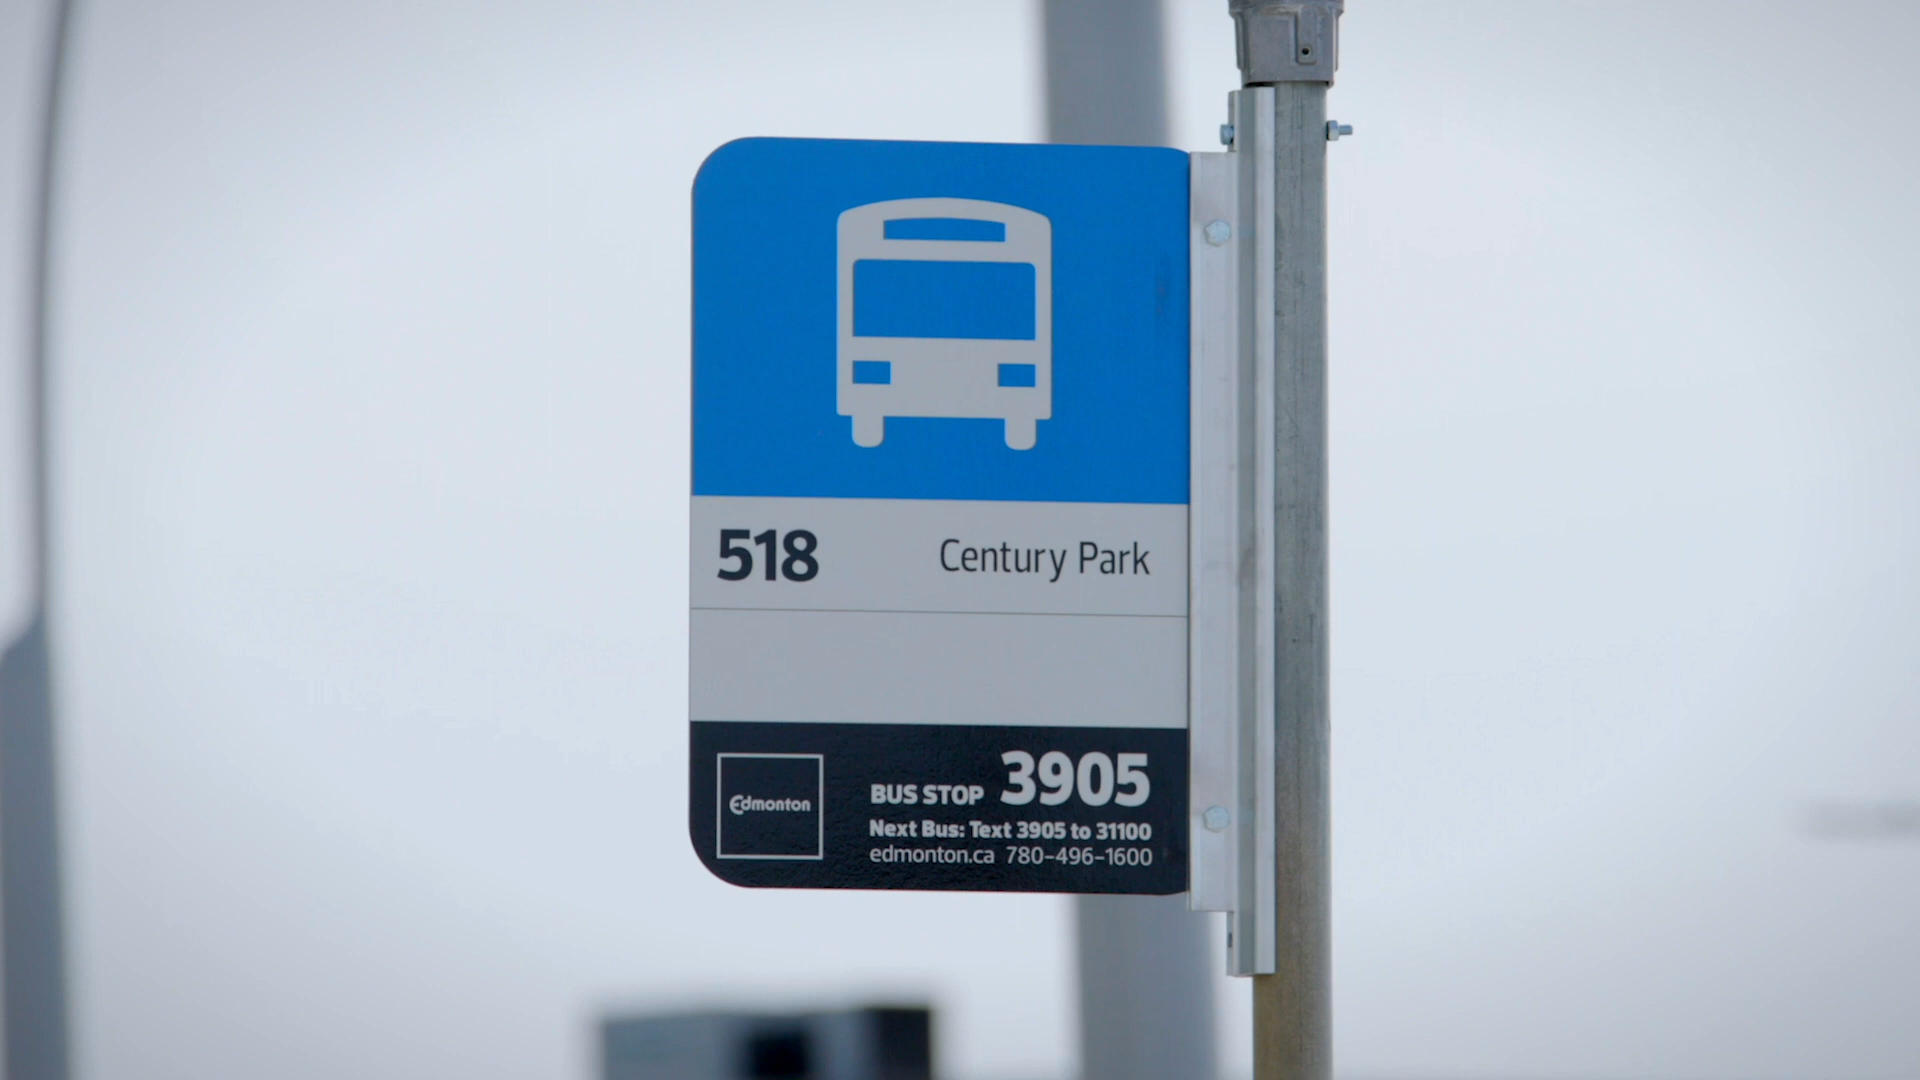 518 Century Park
Edmonton
BUS STOP 3905
Next Bus: Text 3905 to 31100
edmonton.ca 780-496-1600